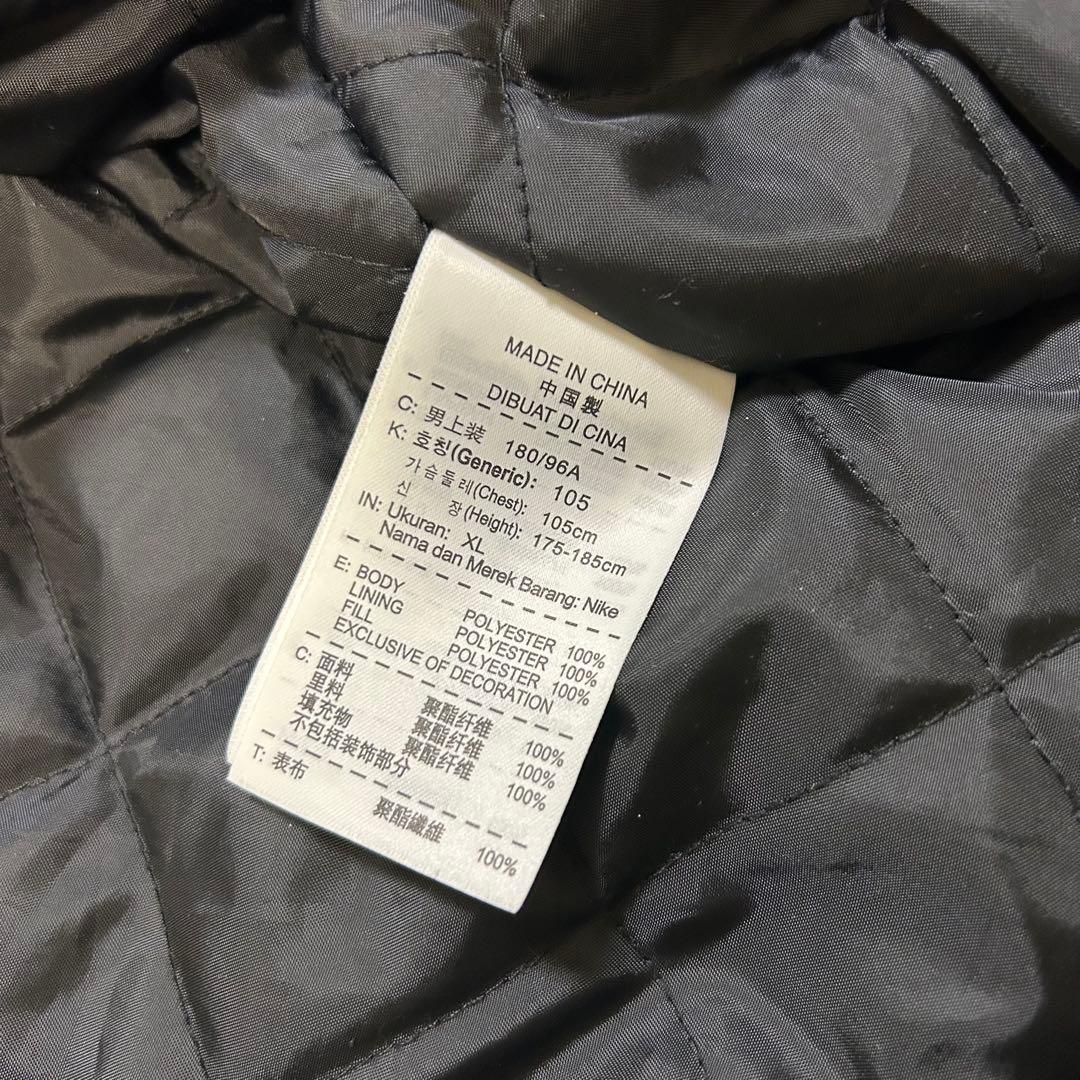 MADE IN CHINA
中国製
DIBUAT DI CINA
C: 男上装 180/96A
K: 호칭(Generic): 105
가슴둘레(Chest): 105cm
신 장(Height): 175-185cm
IN: Ukuran: XL
Nama dan Merek Barang: Nike
E: BODY POLYESTER 100%
LINING POLYESTER 100%
FILL POLYESTER 100%
EXCLUSIVE OF DECORATION
C: 面料 聚酯纤维 100%
里料 聚酯纤维 100%
填充物 聚酯纤维 100%
不包括装饰部分
T: 表布 聚酯纖維 100%